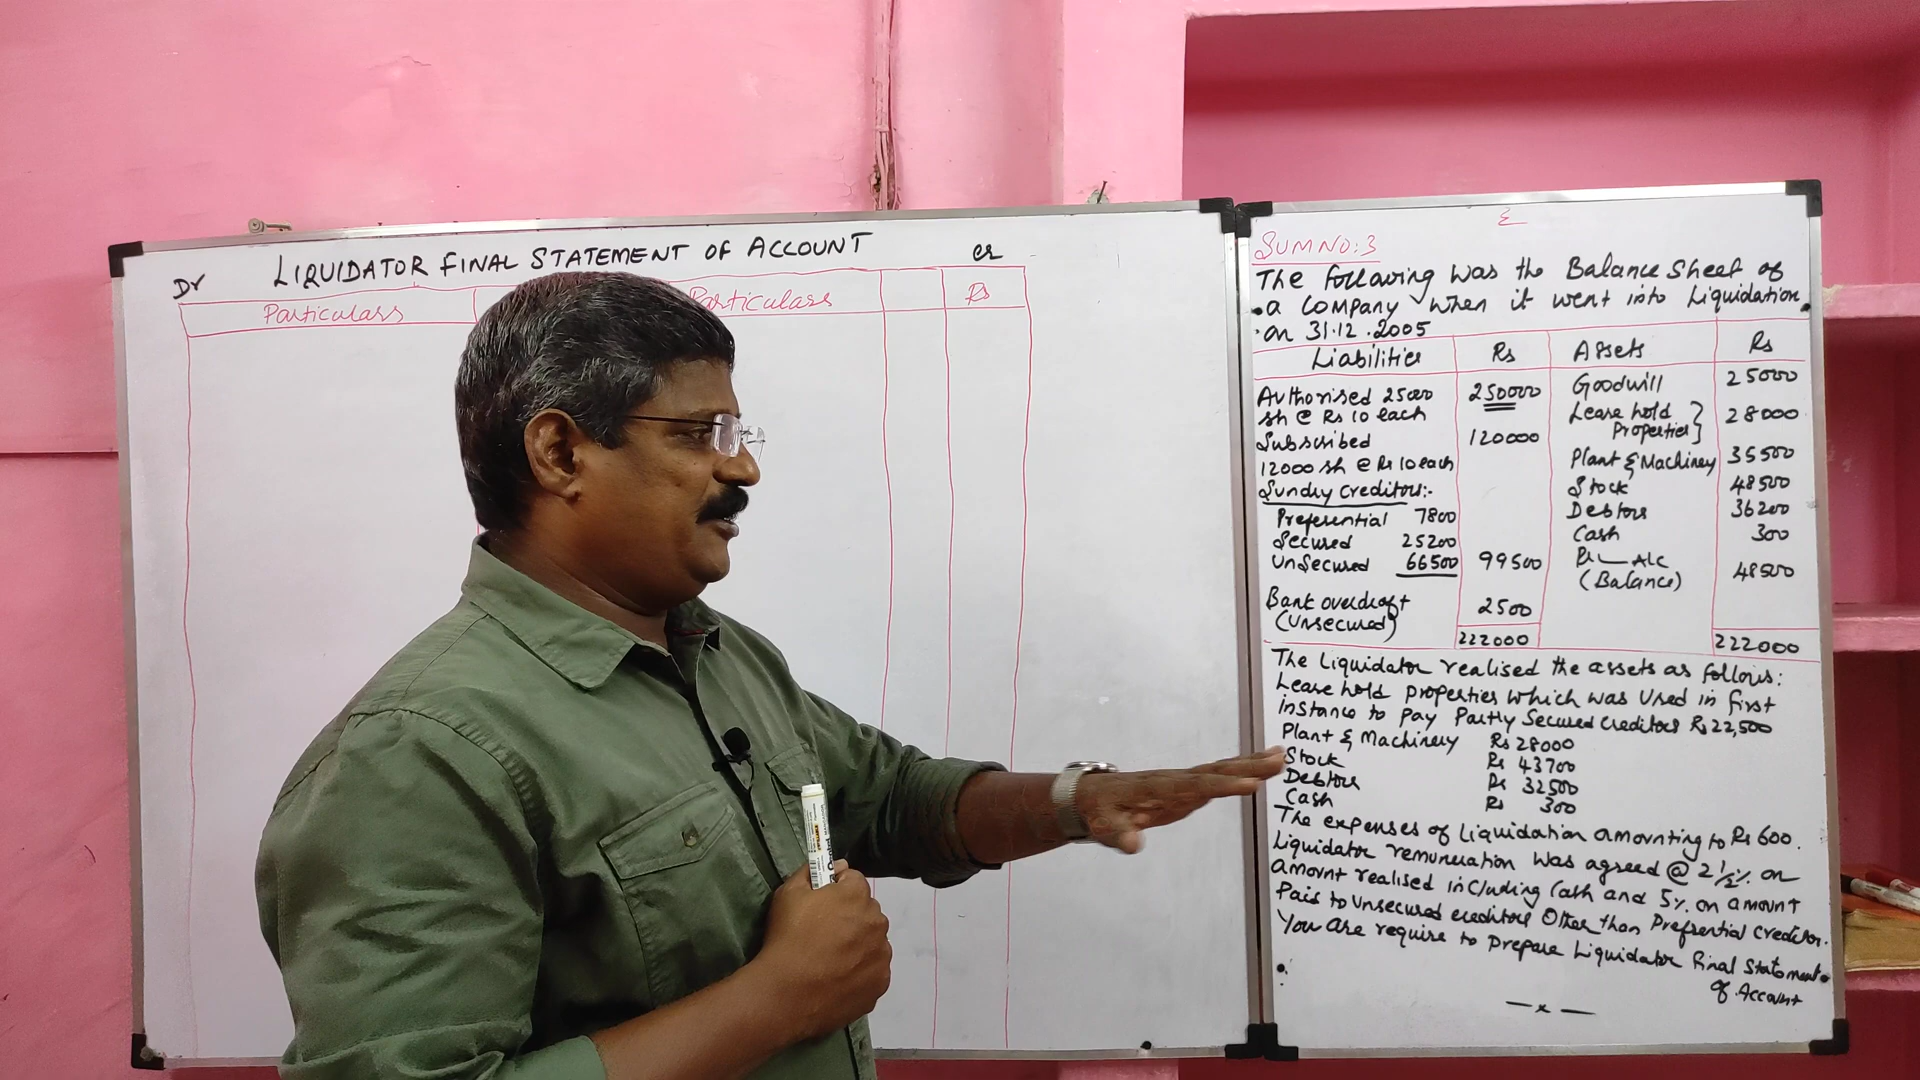 LIQUIDATOR FINAL STATEMENT OF ACCOUNT
Dr
cr
Particulars
Particulars
Rs
SUM NO: 3
The following was the Balance Sheet of
a company when it went into Liquidation
on 31.12.2005
Liabilities Rs Assets Rs
Authorised 25000 250000 Goodwill 25000
sh @ Rs 10 each Lease hold 28000
Properties
Subscribed 120000
12000 sh @ Rs 10 each Plant & Machinery 35500
Sundry Creditors:- Stock 48500
Preferential 7800 Debtors 36200
Secured 25200 Cash 300
Unsecured 66500 99500 PL A/c 48500
(Balance)
Bank overdraft 2500
(Unsecured)
222000 222000
The Liquidator realised the assets as follows:
Lease hold properties which was Used in first
instance to pay Partly Secured creditors Rs 22,500
Plant & Machinery Rs 28000
Stock Rs 43700
Debtors Rs 32500
Cash Rs 300
The expenses of Liquidation amounting to Rs 600.
Liquidator remuneration was agreed @ 2 1/2 % on
amount realised including Cash and 5% on amount
Paid to Unsecured creditors Other than Prefrential Creditor.
You are require to prepare Liquidator Final Statement
of Account
—x—